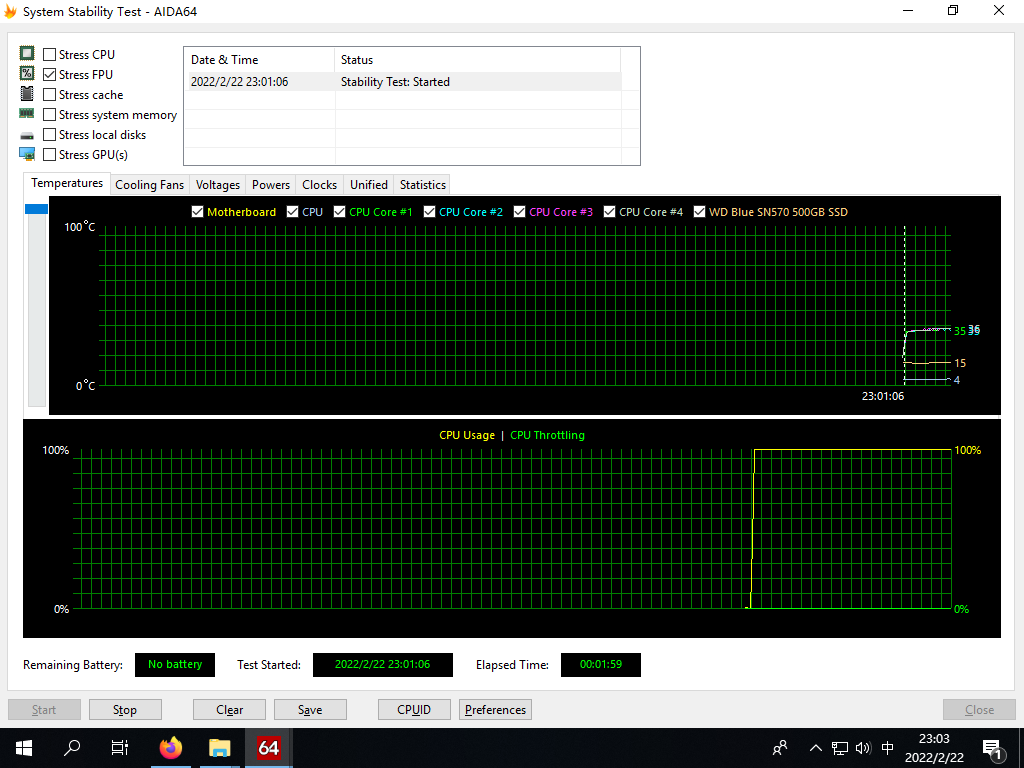 System Stability Test - AIDA64
Stress CPU
Stress FPU
Stress cache
Stress system memory
Stress local disks
Stress GPU(s)
Date & Time Status
2022/2/22 23:01:06 Stability Test: Started
Temperatures Cooling Fans Voltages Powers Clocks Unified Statistics
Motherboard CPU CPU Core #1 CPU Core #2 CPU Core #3 CPU Core #4 WD Blue SN570 500GB SSD
100°C
35 36
15
4
0°C
23:01:06
CPU Usage | CPU Throttling
100% 100%
0% 0%
Remaining Battery: No battery Test Started: 2022/2/22 23:01:06 Elapsed Time: 00:01:59
Start Stop Clear Save CPUID Preferences Close
64
中
23:03
2022/2/22
1